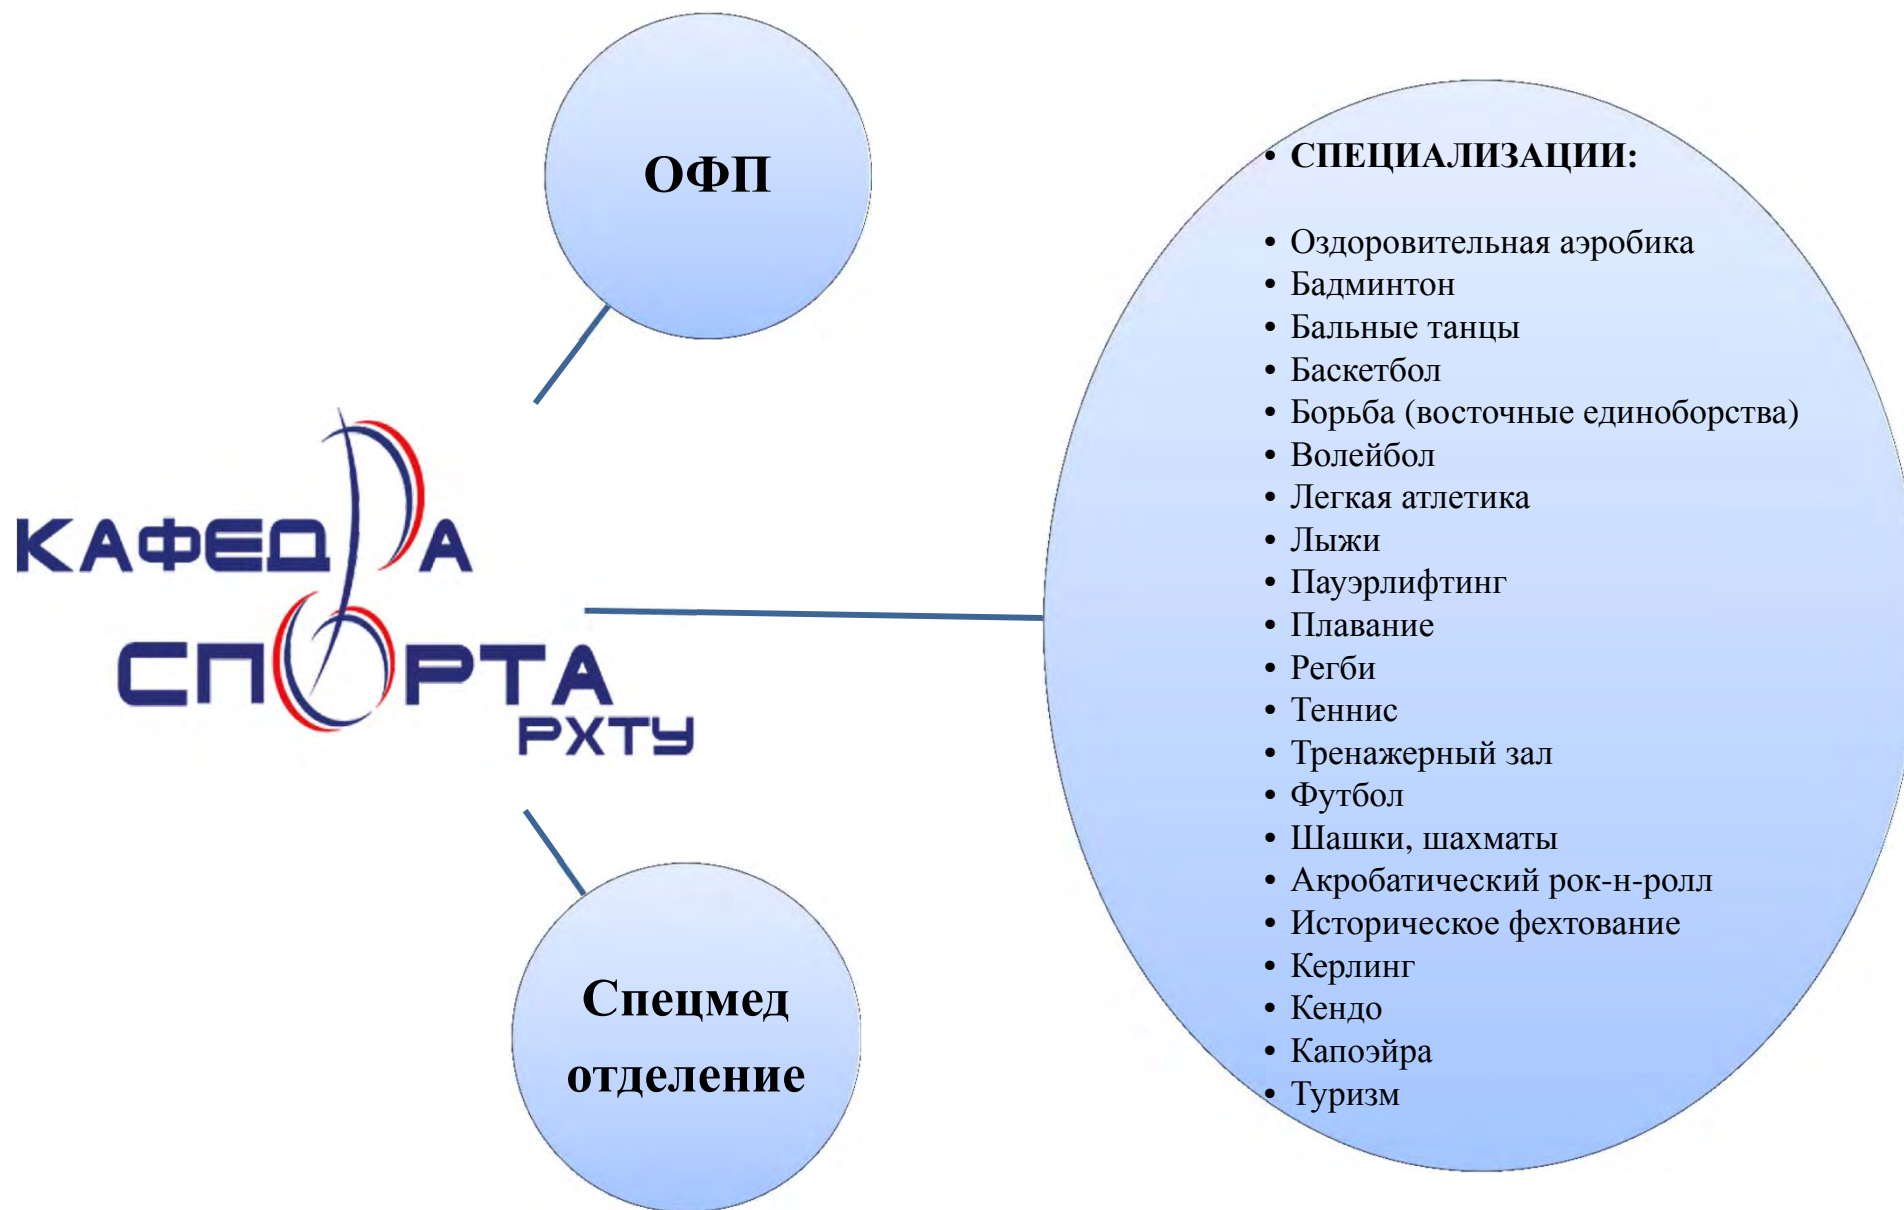 ОФП
КАФЕДРА
СПОРТА
РХТУ
Спецмед
отделение
• СПЕЦИАЛИЗАЦИИ:
• Оздоровительная аэробика
• Бадминтон
• Бальные танцы
• Баскетбол
• Борьба (восточные единоборства)
• Волейбол
• Легкая атлетика
• Лыжи
• Пауэрлифтинг
• Плавание
• Регби
• Теннис
• Тренажерный зал
• Футбол
• Шашки, шахматы
• Акробатический рок-н-ролл
• Историческое фехтование
• Керлинг
• Кендо
• Капоэйра
• Туризм